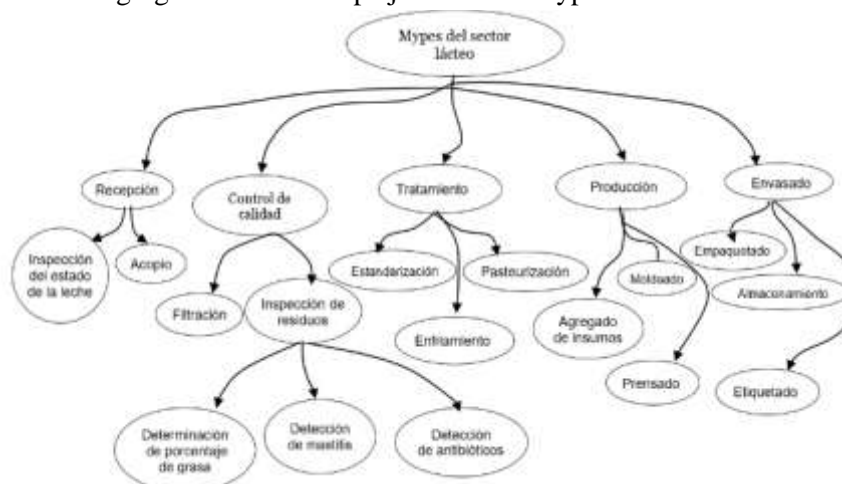 Mypes del sector
lácteo
Recepción
Control de
calidad
Tratamiento
Producción
Envasado
Inspección
del estado
de la leche
Acopio
Filtración
Inspección de
residuos
Estandarización
Pasteurización
Enfriamiento
Agregado
de insumos
Moldeado
Prensado
Empaquetado
Almacenamiento
Etiquetado
Determinación
de porcentaje
de grasa
Detección
de mastitis
Detección
de antibióticos